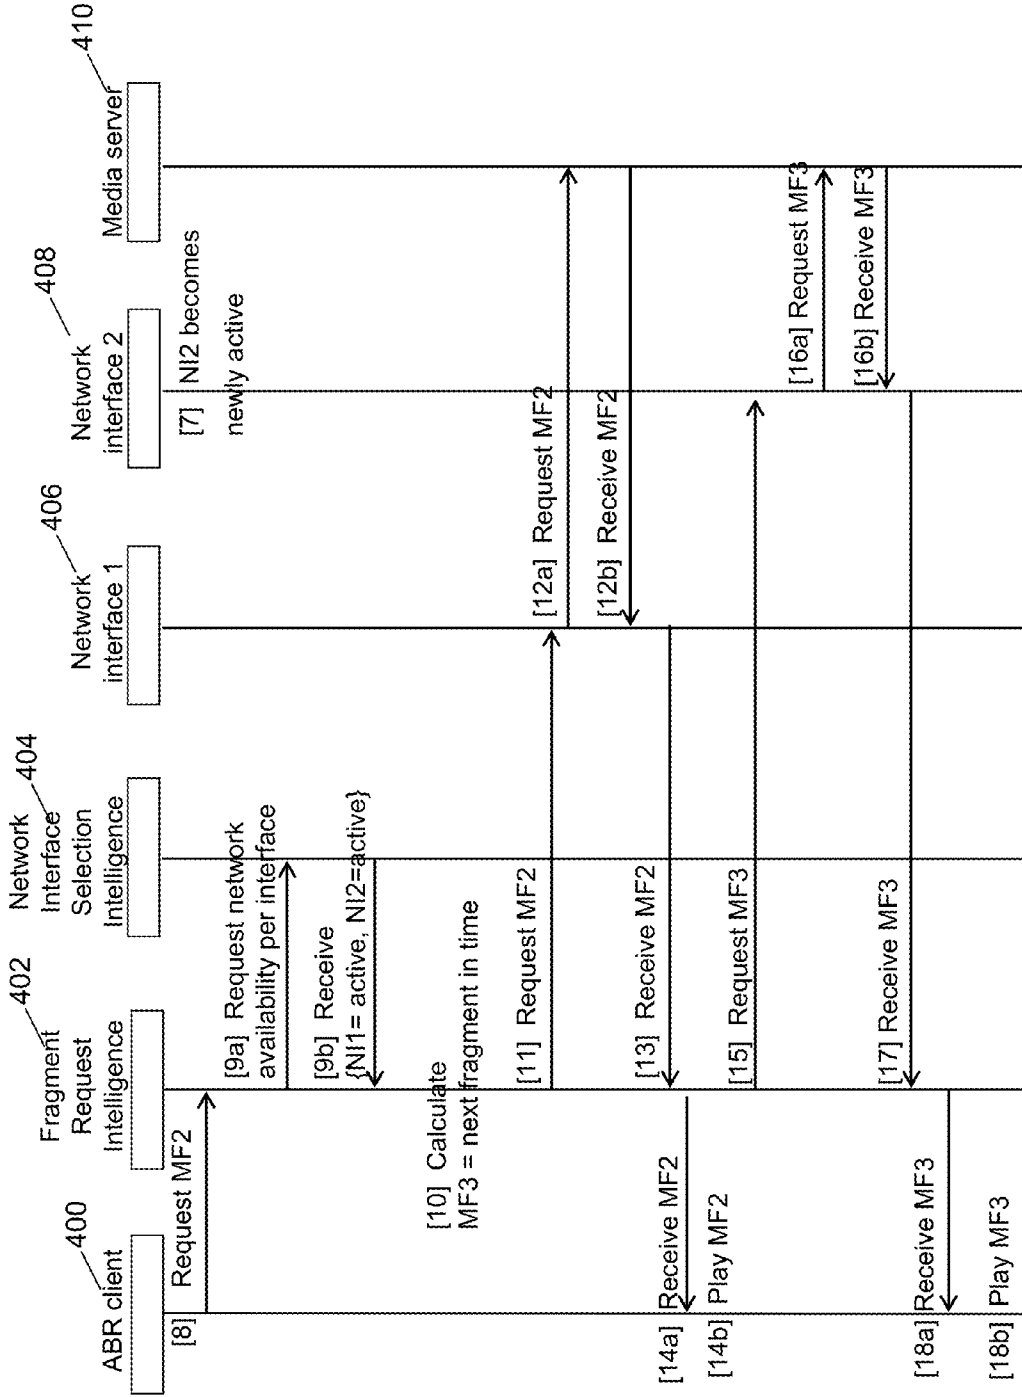 ABR client
400
Fragment
Request
Intelligence
402
Network
Interface
Selection
Intelligence
404
Network
interface 1
406
Network
interface 2
408
Media server
410
[7] NI2 becomes
newly active
[8] Request MF2
[9a] Request network
availability per interface
[9b] Receive
{NI1= active, NI2=active}
[10] Calculate
MF3 = next fragment in time
[11] Request MF2
[12a] Request MF2
[12b] Receive MF2
[13] Receive MF2
[14a] Receive MF2
[14b] Play MF2
[15] Request MF3
[16a] Request MF3
[16b] Receive MF3
[17] Receive MF3
[18a] Receive MF3
[18b] Play MF3